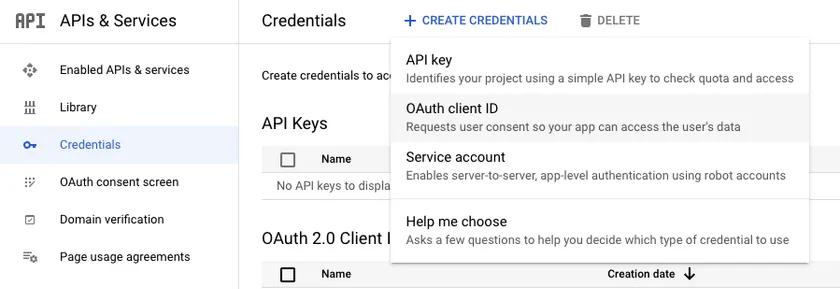 API APIs & Services
Credentials
+ CREATE CREDENTIALS
DELETE
Enabled APIs & services
Library
Credentials
OAuth consent screen
Domain verification
Page usage agreements
Create credentials to acc
API key
Identifies your project using a simple API key to check quota and access
OAuth client ID
Requests user consent so your app can access the user's data
Service account
Enables server-to-server, app-level authentication using robot accounts
Help me choose
Asks a few questions to help you decide which type of credential to use
API Keys
Name
No API keys to displa
OAuth 2.0 Client I
Name
Creation date